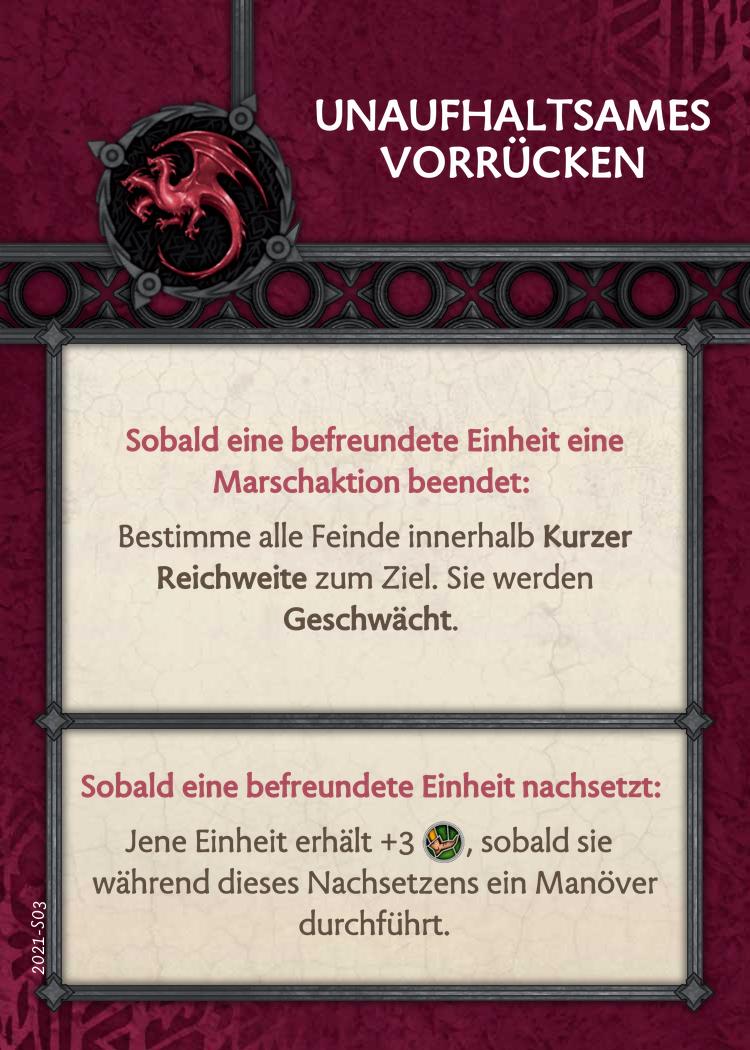 UNAUFHALTSAMES
VORRÜCKEN
Sobald eine befreundete Einheit eine
Marschaktion beendet:
Bestimme alle Feinde innerhalb Kurzer
Reichweite zum Ziel. Sie werden
Geschwächt.
Sobald eine befreundete Einheit nachsetzt:
Jene Einheit erhält +3 , sobald sie
während dieses Nachsetzens ein Manöver
durchführt.
2021-S03